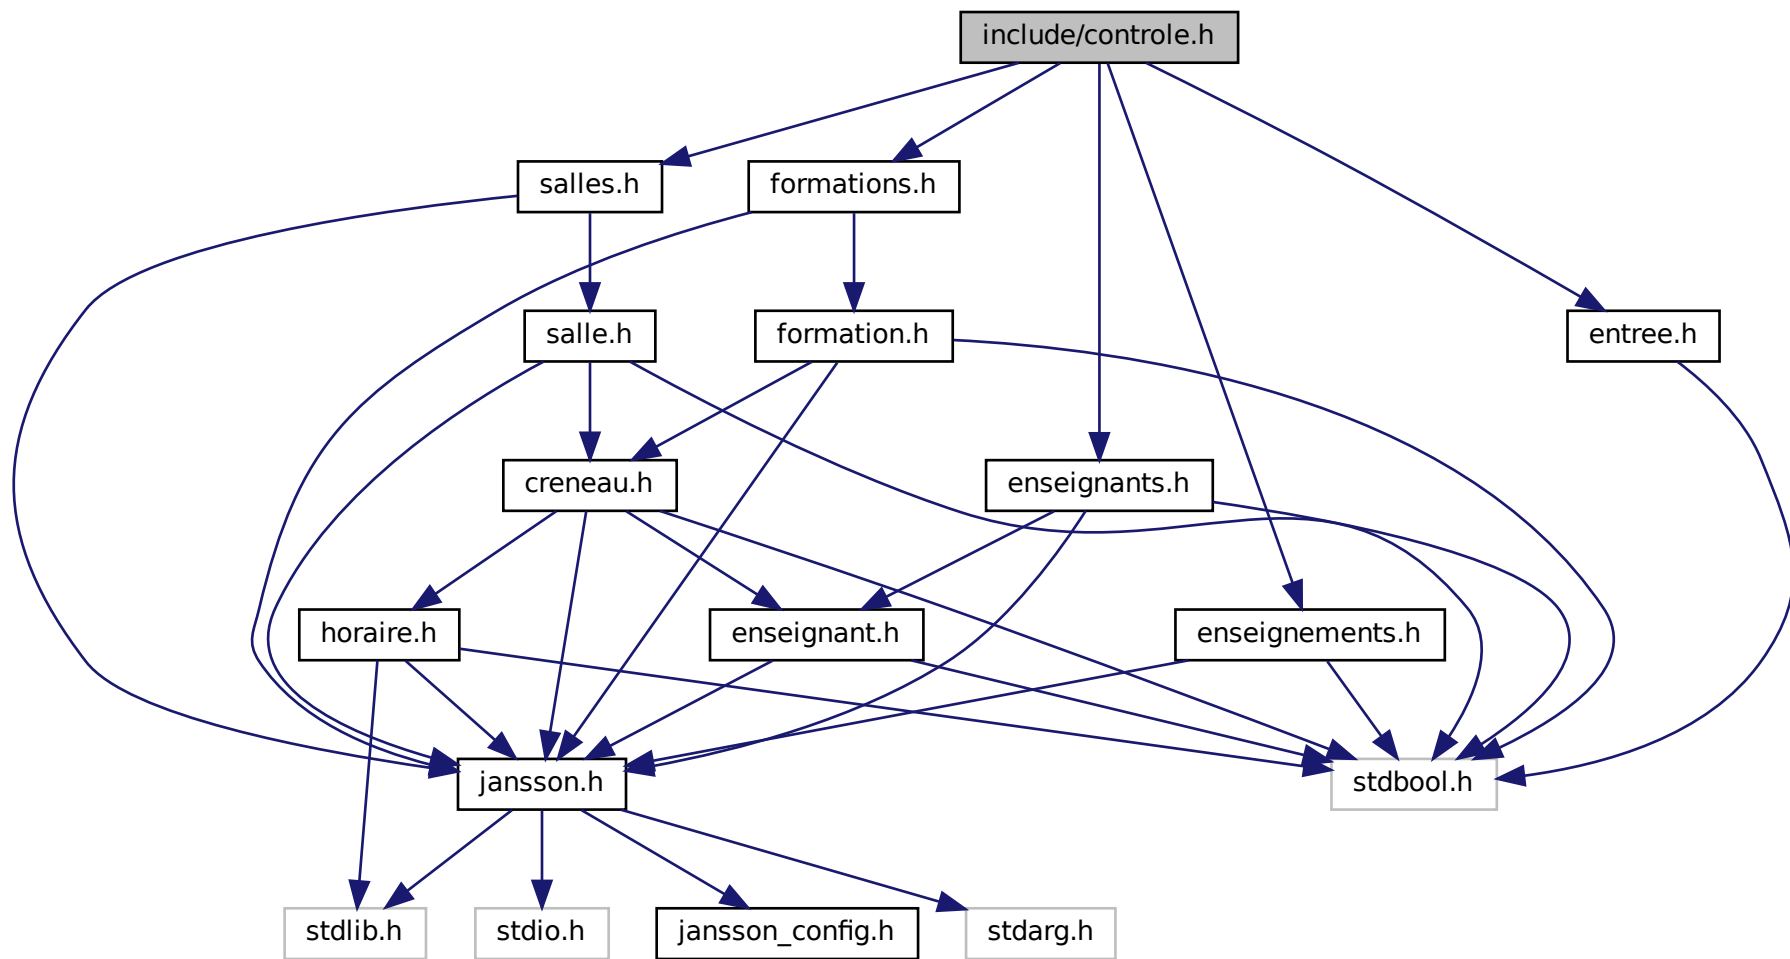 include/controle.h
salles.h
formations.h
salle.h
formation.h
entree.h
creneau.h
enseignants.h
horaire.h
enseignant.h
enseignements.h
jansson.h
stdbool.h
stdlib.h
stdio.h
jansson_config.h
stdarg.h